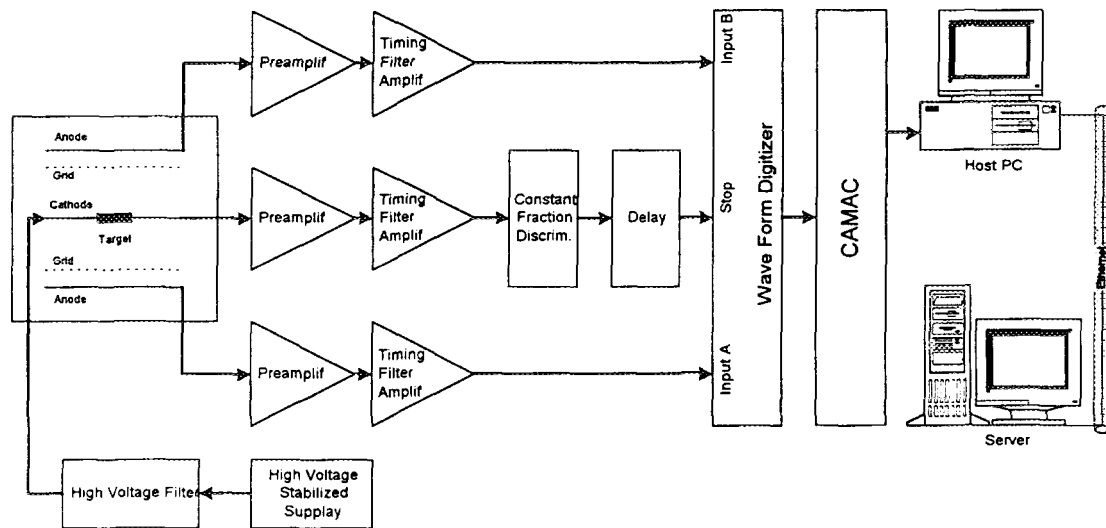 Preamplif
Timing
Filter
Amplif
Input B
Anode
Grid
Cathode
Target
Grid
Anode
Preamplif
Timing
Filter
Amplif
Constant
Fraction
Discrim.
Delay
Stop
Wave Form Digitizer
CAMAC
Host PC
Ethernet
Preamplif
Timing
Filter
Amplif
Input A
Server
High Voltage Filter
High Voltage
Stabilized
Supplay